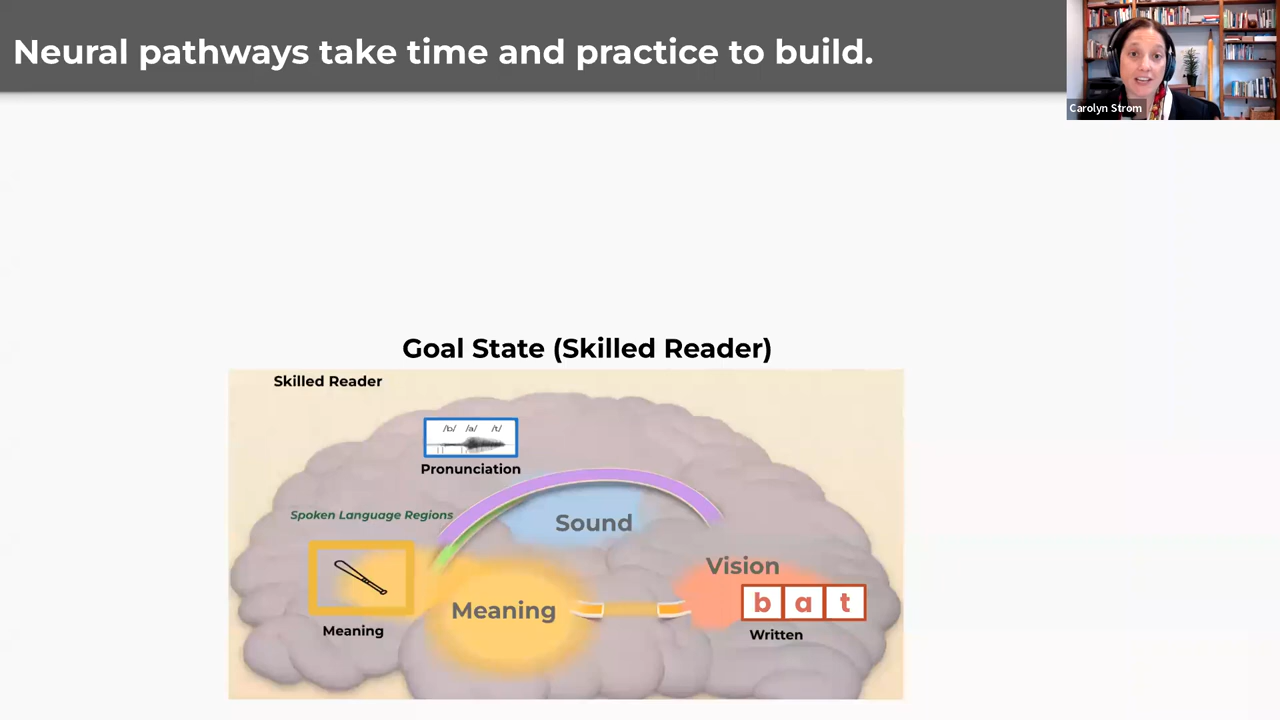 Neural pathways take time and practice to build.
Carolyn Strom
Goal State (Skilled Reader)
Skilled Reader
/b/ /a/ /t/
Pronunciation
Spoken Language Regions
Sound
Vision
Meaning
b a t
Meaning
Written